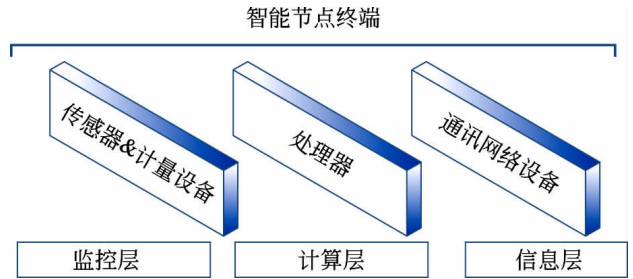 智能节点终端
传感器&计量设备
处理器
通讯网络设备
监控层
计算层
信息层